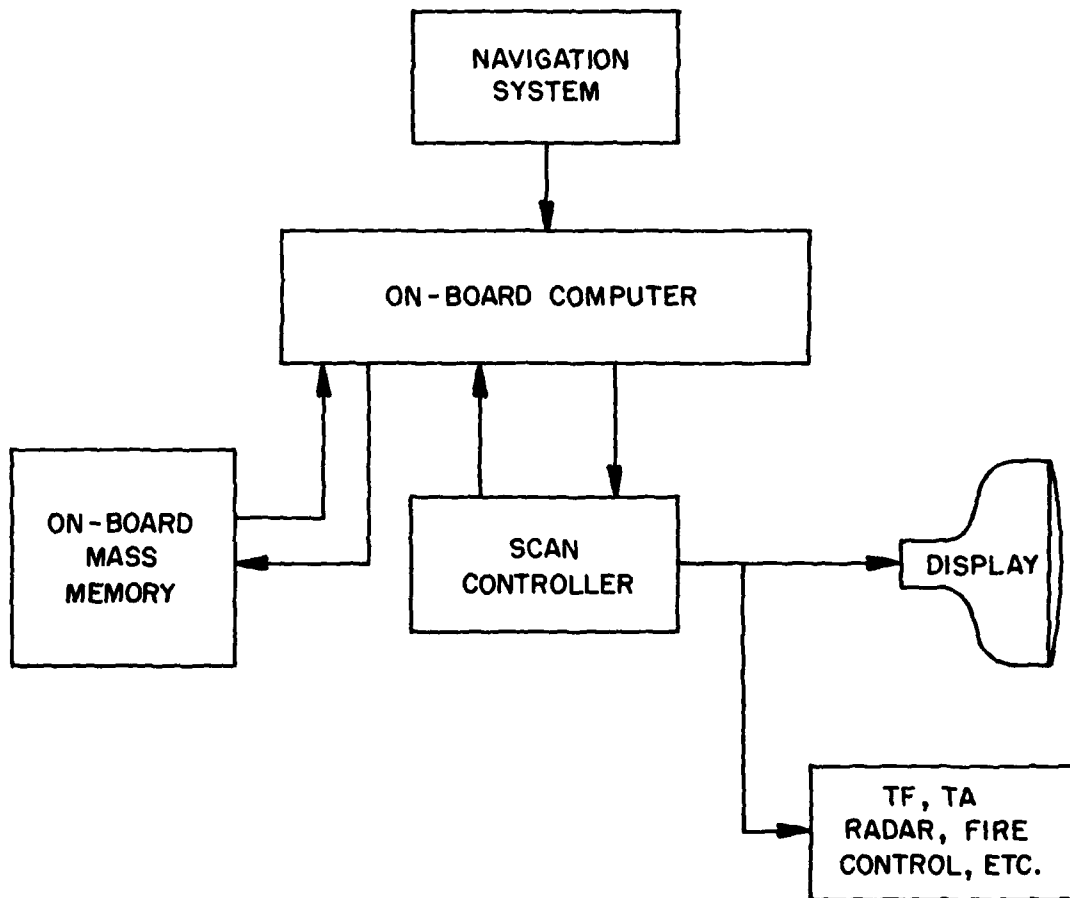 NAVIGATION
SYSTEM
ON-BOARD COMPUTER
ON-BOARD
MASS
MEMORY
SCAN
CONTROLLER
DISPLAY
TF, TA
RADAR, FIRE
CONTROL, ETC.